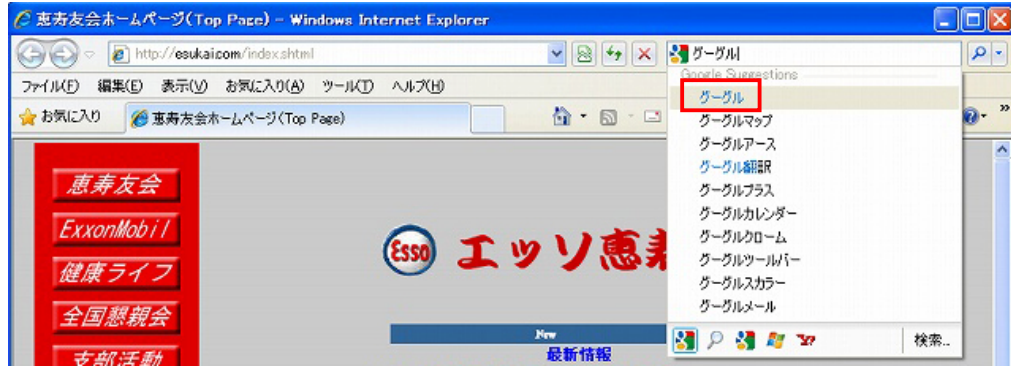 恵寿友会ホームページ(Top Page) - Windows Internet Explorer
http://esukai.com/index.shtml
グーグル
ファイル(F) 編集(E) 表示(V) お気に入り(A) ツール(T) ヘルプ(H)
お気に入り
恵寿友会ホームページ(Top Page)
Google Suggestions
グーグル
グーグルマップ
グーグルアース
グーグル翻訳
グーグルプラス
グーグルカレンダー
グーグルクローム
グーグルツールバー
グーグルスカラー
グーグルメール
検索...
恵寿友会
ExxonMobil
健康ライフ
全国懇親会
支部活動
Esso
エッソ恵寿
New
最新情報